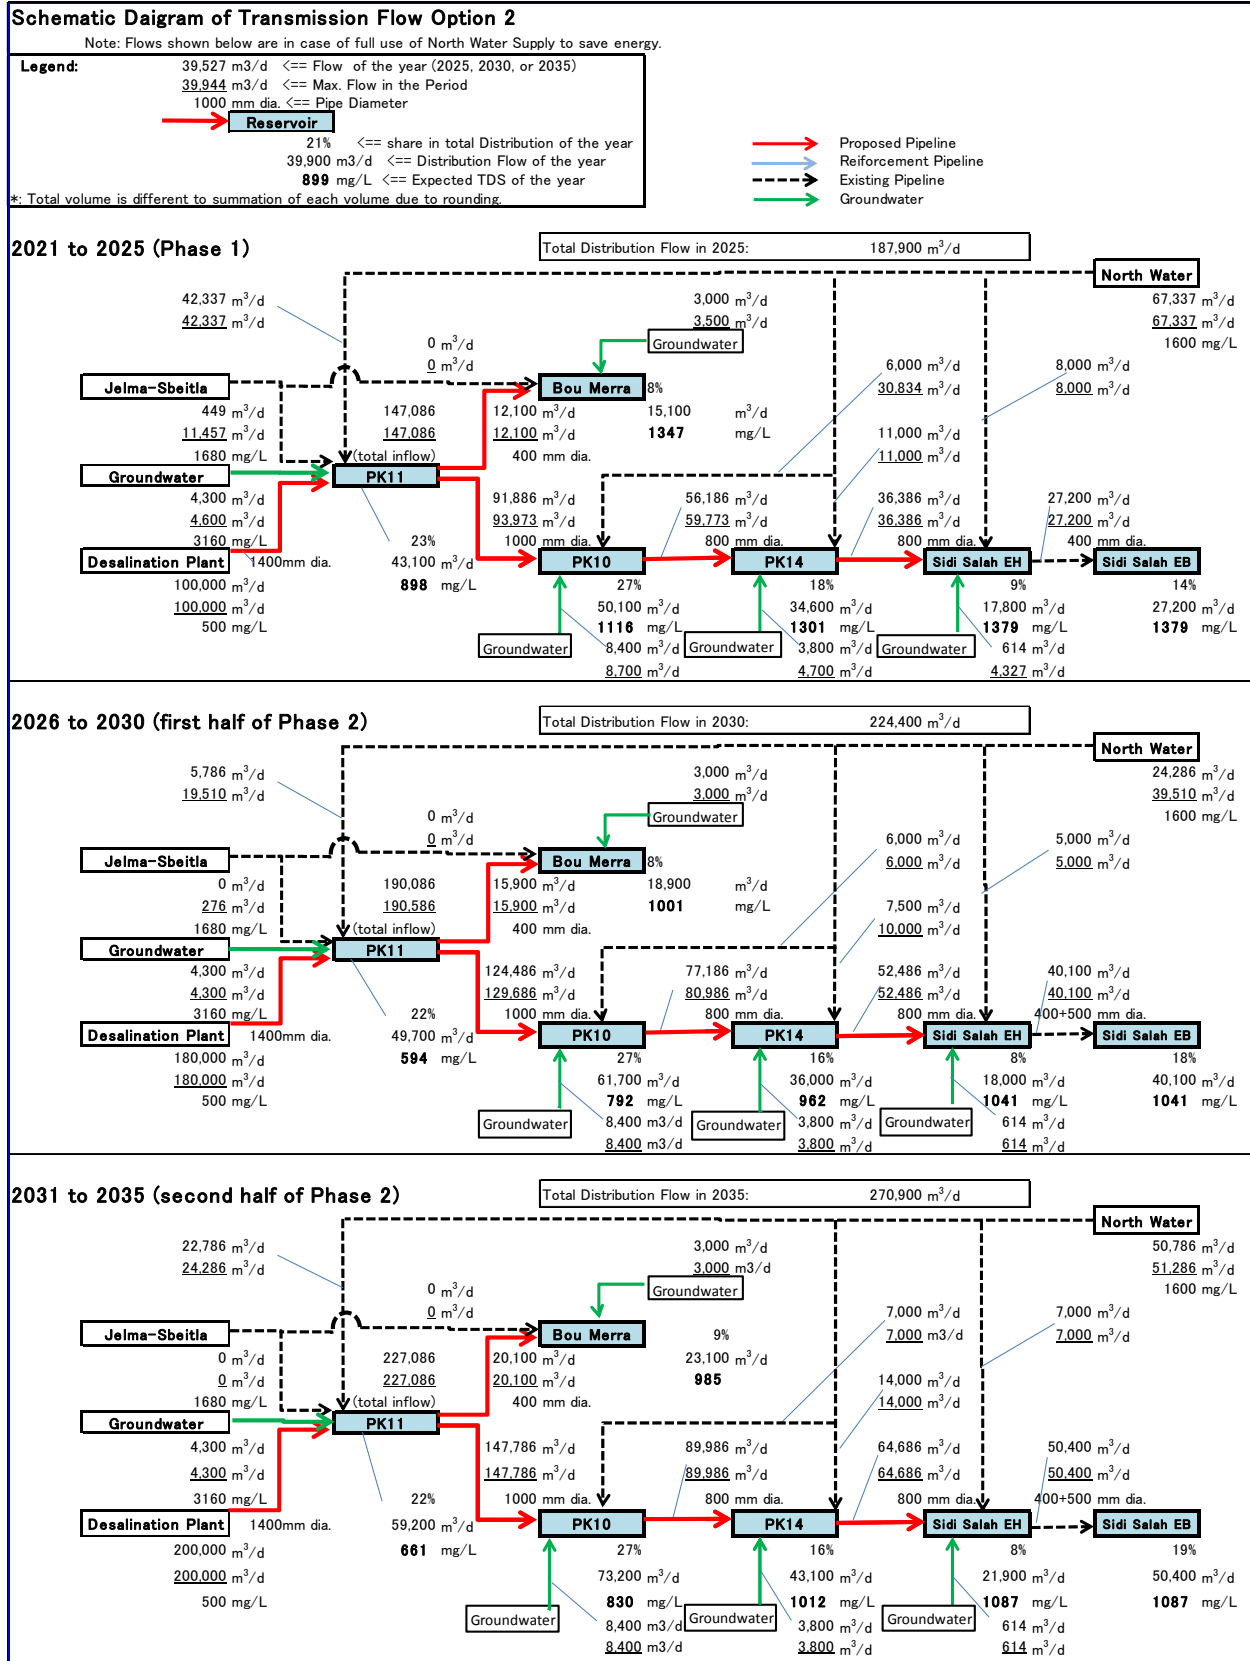 Schematic Daigram of Transmission Flow Option 2
Note: Flows shown below are in case of full use of North Water Supply to save energy.
Legend:
39,527 m3/d <== Flow of the year (2025, 2030, or 2035)
39,944 m3/d <== Max. Flow in the Period
1000 mm dia. <== Pipe Diameter
Reservoir
21% <== share in total Distribution of the year
39,900 m3/d <== Distribution Flow of the year
899 mg/L <== Expected TDS of the year
*: Total volume is different to summation of each volume due to rounding.
Proposed Pipeline
Reiforcement Pipeline
Existing Pipeline
Groundwater
2021 to 2025 (Phase 1)
Total Distribution Flow in 2025: 187,900 m³/d
North Water
42,337 m³/d 3,000 m³/d 67,337 m³/d
42,337 m³/d 3,500 m³/d 67,337 m³/d
0 m³/d Groundwater 1600 mg/L
0 m³/d 6,000 m³/d 8,000 m³/d
Jelma-Sbeitla Bou Merra 8% 30,834 m³/d 8,000 m³/d
449 m³/d 147,086 12,100 m³/d 15,100 m³/d
11,457 m³/d 147,086 12,100 m³/d 1347 mg/L 11,000 m³/d
1680 mg/L (total inflow) 400 mm dia. 11,000 m³/d
Groundwater PK11
4,300 m³/d 91,886 m³/d 56,186 m³/d 36,386 m³/d 27,200 m³/d
4,600 m³/d 93,973 m³/d 59,773 m³/d 36,386 m³/d 27,200 m³/d
3160 mg/L 23% 1000 mm dia. 800 mm dia. 800 mm dia. 400 mm dia.
Desalination Plant 1400mm dia. 43,100 m³/d PK10 PK14 Sidi Salah EH Sidi Salah EB
100,000 m³/d 898 mg/L 27% 18% 9% 14%
100,000 m³/d 50,100 m³/d 34,600 m³/d 17,800 m³/d 27,200 m³/d
500 mg/L 1116 mg/L 1301 mg/L 1379 mg/L 1379 mg/L
Groundwater 8,400 m³/d Groundwater 3,800 m³/d Groundwater 614 m³/d
8,700 m³/d 4,700 m³/d 4,327 m³/d
2026 to 2030 (first half of Phase 2)
Total Distribution Flow in 2030: 224,400 m³/d
North Water
5,786 m³/d 3,000 m³/d 24,286 m³/d
19,510 m³/d 3,000 m³/d 39,510 m³/d
0 m³/d Groundwater 1600 mg/L
0 m³/d 6,000 m³/d 5,000 m³/d
Jelma-Sbeitla Bou Merra 8% 6,000 m³/d 5,000 m³/d
0 m³/d 190,086 15,900 m³/d 18,900 m³/d
276 m³/d 190,586 15,900 m³/d 1001 mg/L 7,500 m³/d
1680 mg/L (total inflow) 400 mm dia. 10,000 m³/d
Groundwater PK11
4,300 m³/d 124,486 m³/d 77,186 m³/d 52,486 m³/d 40,100 m³/d
4,300 m³/d 129,686 m³/d 80,986 m³/d 52,486 m³/d 40,100 m³/d
3160 mg/L 22% 1000 mm dia. 800 mm dia. 800 mm dia. 400+500 mm dia.
Desalination Plant 1400mm dia. 49,700 m³/d PK10 PK14 Sidi Salah EH Sidi Salah EB
180,000 m³/d 594 mg/L 27% 16% 8% 18%
180,000 m³/d 61,700 m³/d 36,000 m³/d 18,000 m³/d 40,100 m³/d
500 mg/L 792 mg/L 962 mg/L 1041 mg/L 1041 mg/L
Groundwater 8,400 m3/d Groundwater 3,800 m³/d Groundwater 614 m³/d
8,400 m3/d 3,800 m³/d 614 m³/d
2031 to 2035 (second half of Phase 2)
Total Distribution Flow in 2035: 270,900 m³/d
North Water
22,786 m³/d 3,000 m³/d 50,786 m³/d
24,286 m³/d 3,000 m3/d 51,286 m³/d
0 m³/d Groundwater 1600 mg/L
0 m³/d 7,000 m³/d 7,000 m³/d
Jelma-Sbeitla Bou Merra 9% 7,000 m3/d 7,000 m³/d
0 m³/d 227,086 20,100 m³/d 23,100 m³/d
0 m³/d 227,086 20,100 m³/d 985 14,000 m³/d
1680 mg/L (total inflow) 400 mm dia. 14,000 m³/d
Groundwater PK11
4,300 m³/d 147,786 m³/d 89,986 m³/d 64,686 m³/d 50,400 m³/d
4,300 m³/d 147,786 m³/d 89,986 m³/d 64,686 m³/d 50,400 m³/d
3160 mg/L 22% 1000 mm dia. 800 mm dia. 800 mm dia. 400+500 mm dia.
Desalination Plant 1400mm dia. 59,200 m³/d PK10 PK14 Sidi Salah EH Sidi Salah EB
200,000 m³/d 661 mg/L 27% 16% 8% 19%
200,000 m³/d 73,200 m³/d 43,100 m³/d 21,900 m³/d 50,400 m³/d
500 mg/L 830 mg/L 1012 mg/L 1087 mg/L 1087 mg/L
Groundwater 8,400 m3/d Groundwater 3,800 m³/d Groundwater 614 m³/d
8,400 m3/d 3,800 m³/d 614 m³/d